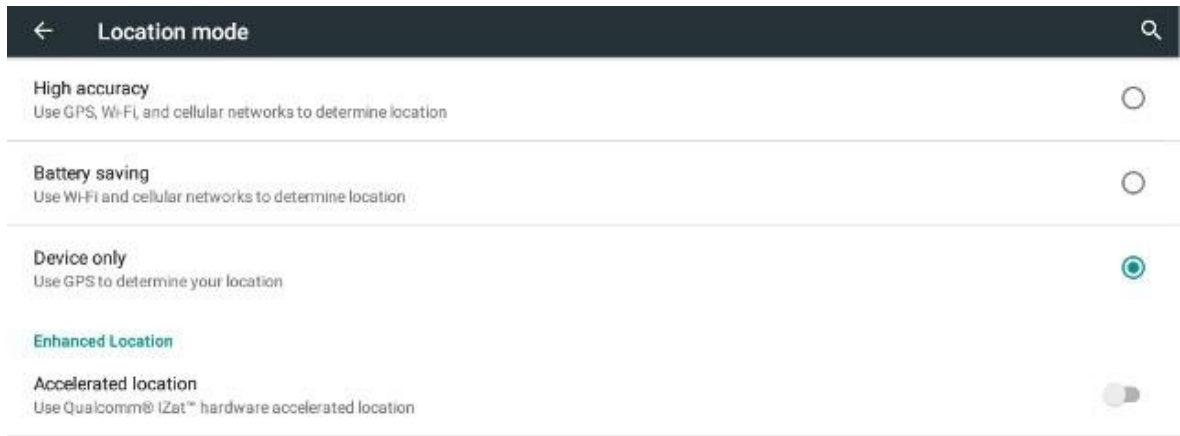 Location mode
High accuracy
Use GPS, Wi-Fi, and cellular networks to determine location
Battery saving
Use Wi-Fi and cellular networks to determine location
Device only
Use GPS to determine your location
Enhanced Location
Accelerated location
Use Qualcomm® IZat™ hardware accelerated location